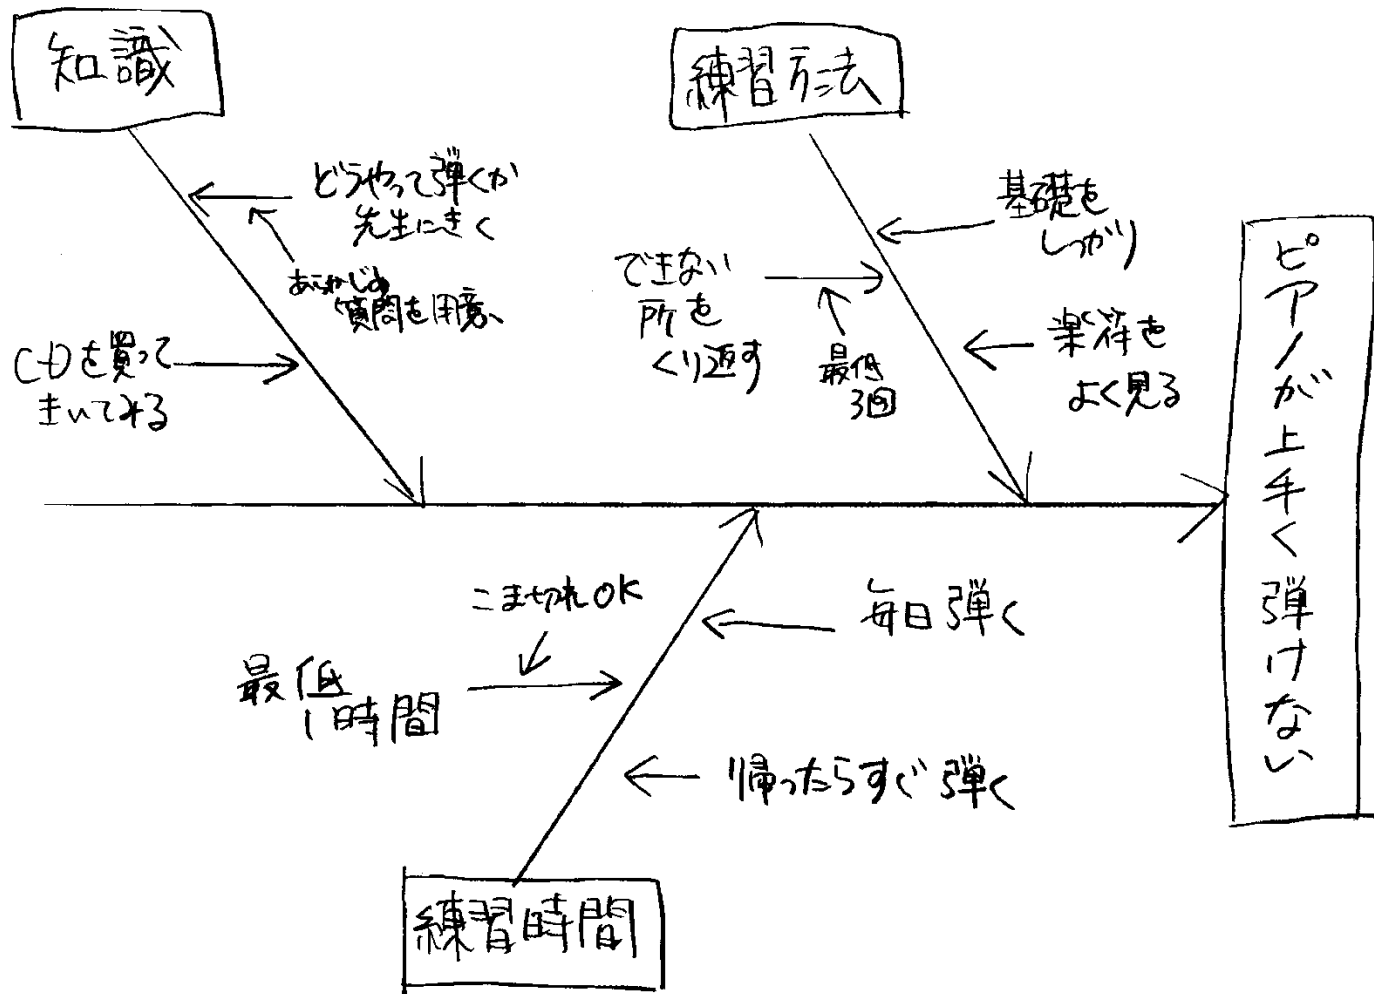 知識
練習方法
どうやって弾くか
先生にきく
あらかじめ
質問を用意
CDを買って
きいてみる
基礎を
しっかり
できない
所を
くり返す
最低
3回
楽符を
よく見る
ピアノが上手く弾けない
こま切れOK
毎日弾く
最低
1時間
帰ったらすぐ弾く
練習時間